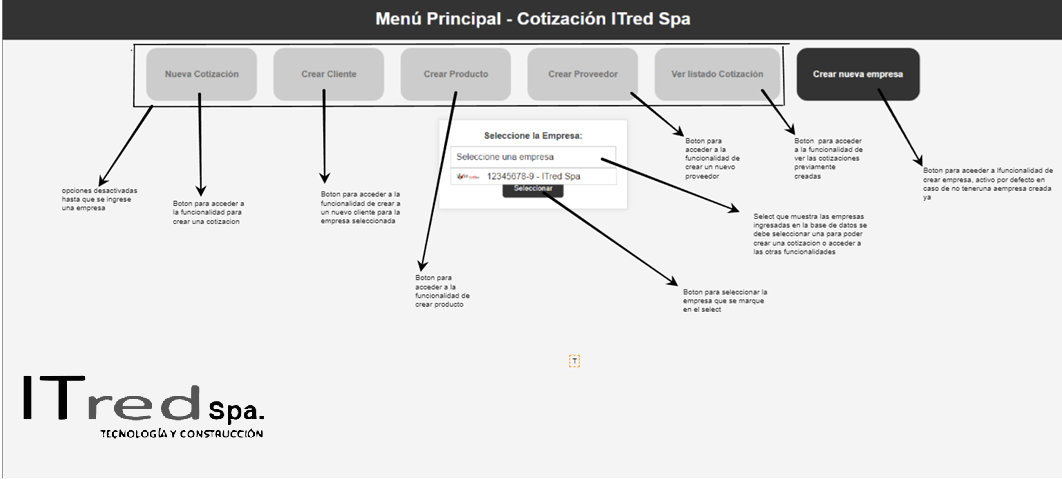 Menú Principal - Cotización ITred Spa
Nueva Cotización
Crear Cliente
Crear Producto
Crear Proveedor
Ver listado Cotización
Crear nueva empresa
Seleccione la Empresa:
Seleccione una empresa
12345678-9 - ITred Spa
Seleccionar
opciones desactivadas
hasta que se ingrese
una empresa
Boton para acceder a
la funcionalidad para
crear una cotizacion
Boton para acceder a la
funcionalidad de crear a
un nuevo cliente para la
empresa seleccionada
Boton para
acceder a la
funcionalidad de
crear producto
Boton para
acceder a la
funcionalidad de
crear un nuevo
proveedor
Boton para acceder
a la funcionalidad de
ver las cotizaciones
previamente
creadas
Boton para aceeder a lfuncionalidad de
crear empresa, activo por defecto en
caso de no teneruna aempresa creada
ya
Select que muestra las empresas
ingresadas en la base de datos se
debe seleccionar una para poder
crear una cotizacion o acceder a
las otras funcionalidades
Boton para seleccionar la
empresa que se marque
en el select
T
ITred Spa.
TECNOLOGÍA Y CONSTRUCCIÓN